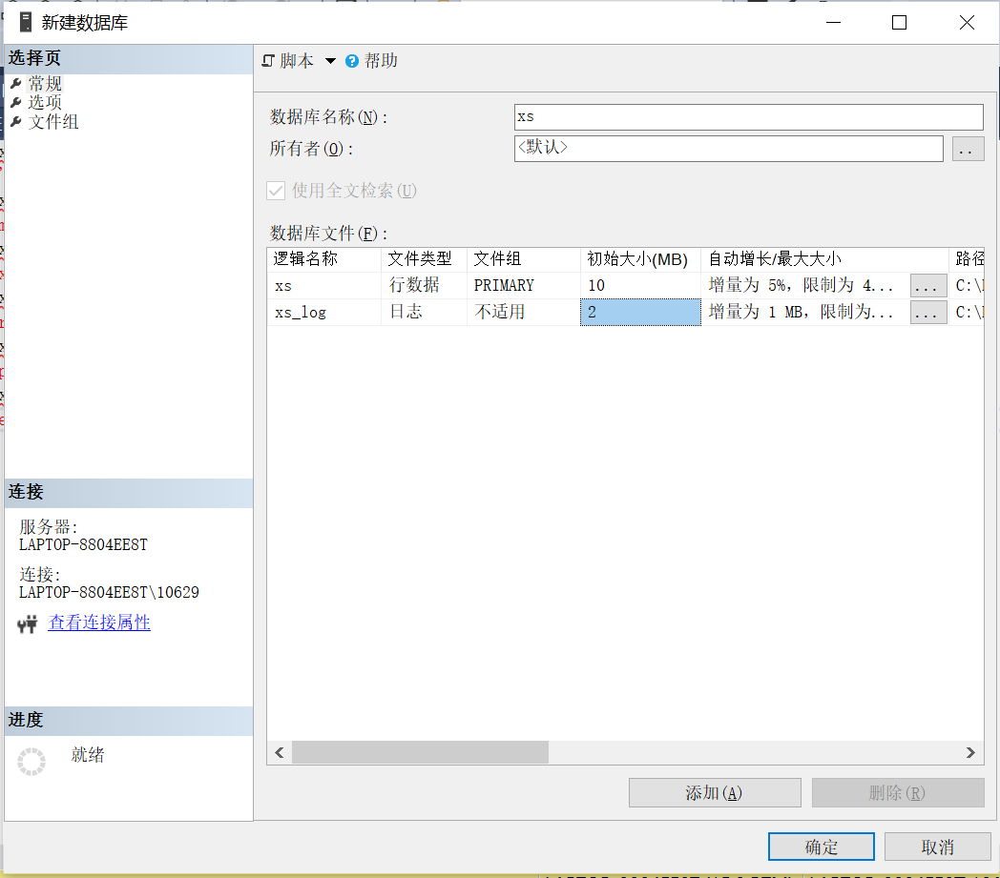 新建数据库
选择页
常规
选项
文件组
脚本 帮助
数据库名称(N):
xs
所有者(O):
<默认>
..
使用全文检索(U)
数据库文件(F):
逻辑名称 文件类型 文件组 初始大小(MB) 自动增长/最大大小 路径
xs 行数据 PRIMARY 10 增量为 5%，限制为 4... ... C:\
xs_log 日志 不适用 2 增量为 1 MB，限制为... ... C:\
连接
服务器:
LAPTOP-8804EE8T
连接:
LAPTOP-8804EE8T\10629
查看连接属性
进度
就绪
添加(A) 删除(R)
确定 取消